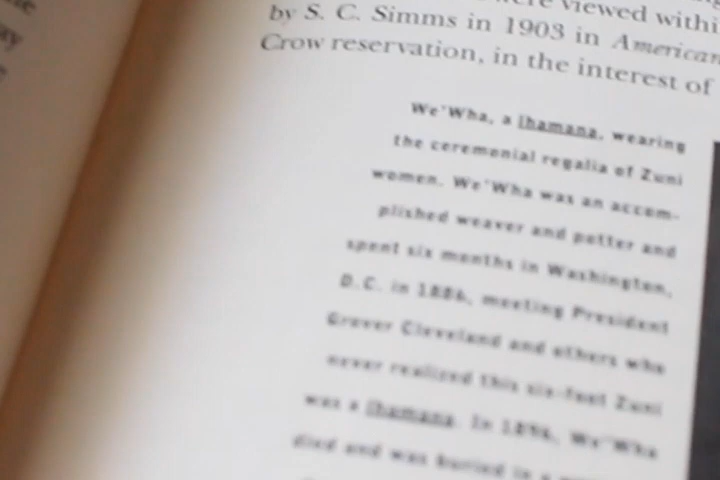 were viewed withi
by S. C. Simms in 1903 in American
Crow reservation, in the interest of
We'Wha, a lhamana, wearing
the ceremonial regalia of Zuni
women. We'Wha was an accom-
plished weaver and potter and
spent six months in Washington,
D.C. in 1886, meeting President
Grover Cleveland and others who
never realized this six-foot Zuni
was a lhamana. In 1896, We'Wha
died and was buried in a